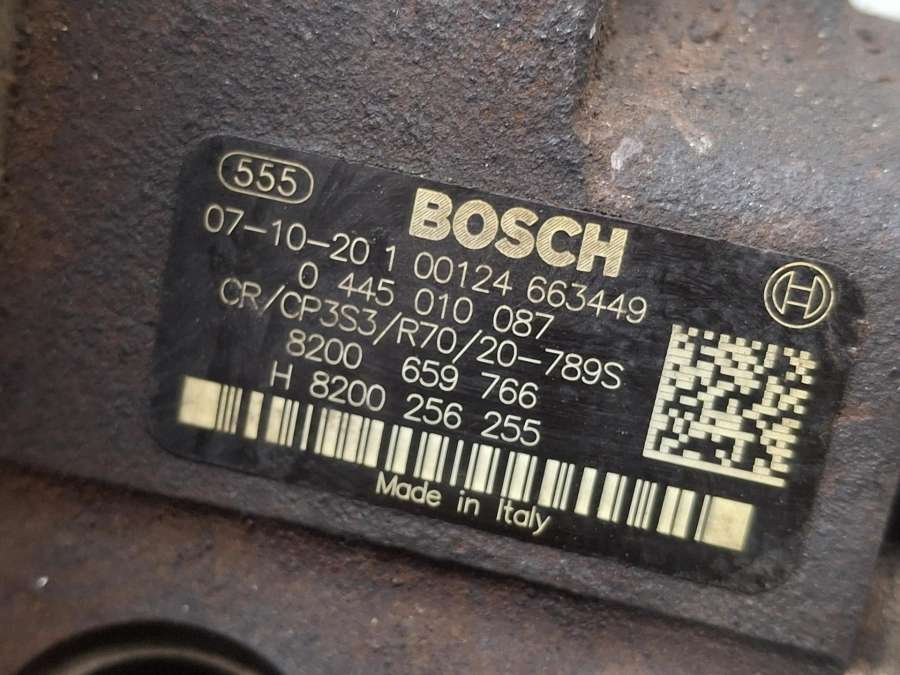 555
BOSCH
07-10-20 1 00124 663449
0 445 010 087
CR/CP3S3/R70/20-789S
8200 659 766
H 8200 256 255
Made in Italy